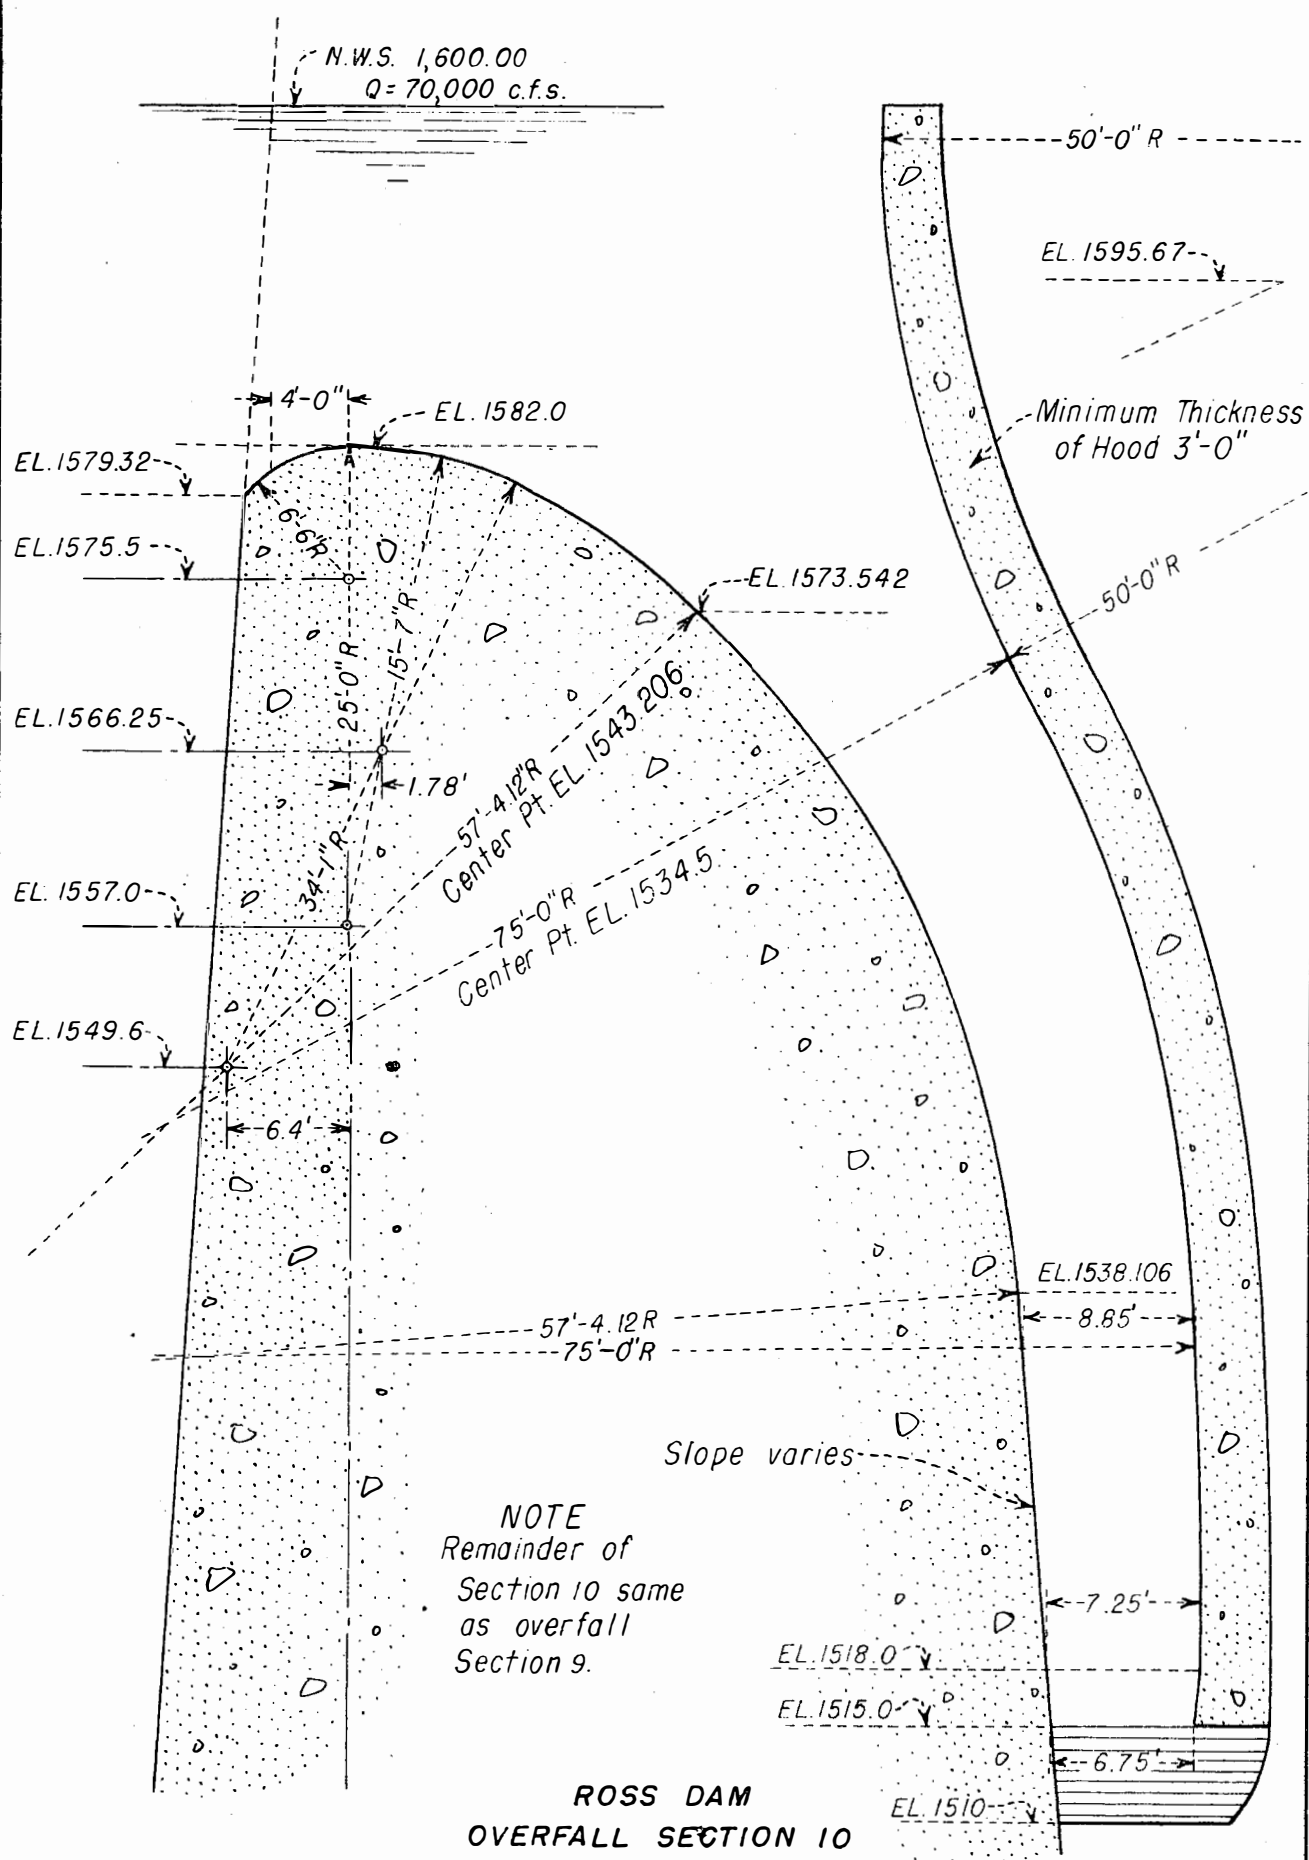 N.W.S. 1,600.00
Q = 70,000 c.f.s.
50'-0" R
EL. 1595.67
4'-0"
EL. 1582.0
Minimum Thickness
of Hood 3'-0"
EL. 1579.32
A
6'-6"R
EL. 1575.5
EL. 1573.542
50'-0" R
25'-0" R
15'-7" R
EL. 1566.25
1.78'
57'-4.12" R
Center Pt. EL. 1543.206
34'-1" R
75'-0" R
Center Pt. EL. 1534.5
EL. 1557.0
EL. 1549.6
6.4'
EL. 1538.106
8.85'
57'-4.12 R
75'-0" R
Slope varies
NOTE
Remainder of
Section 10 same
as overfall
Section 9.
7.25'
EL. 1518.0
EL. 1515.0
6.75'
EL. 1510
ROSS DAM
OVERFALL SECTION 10